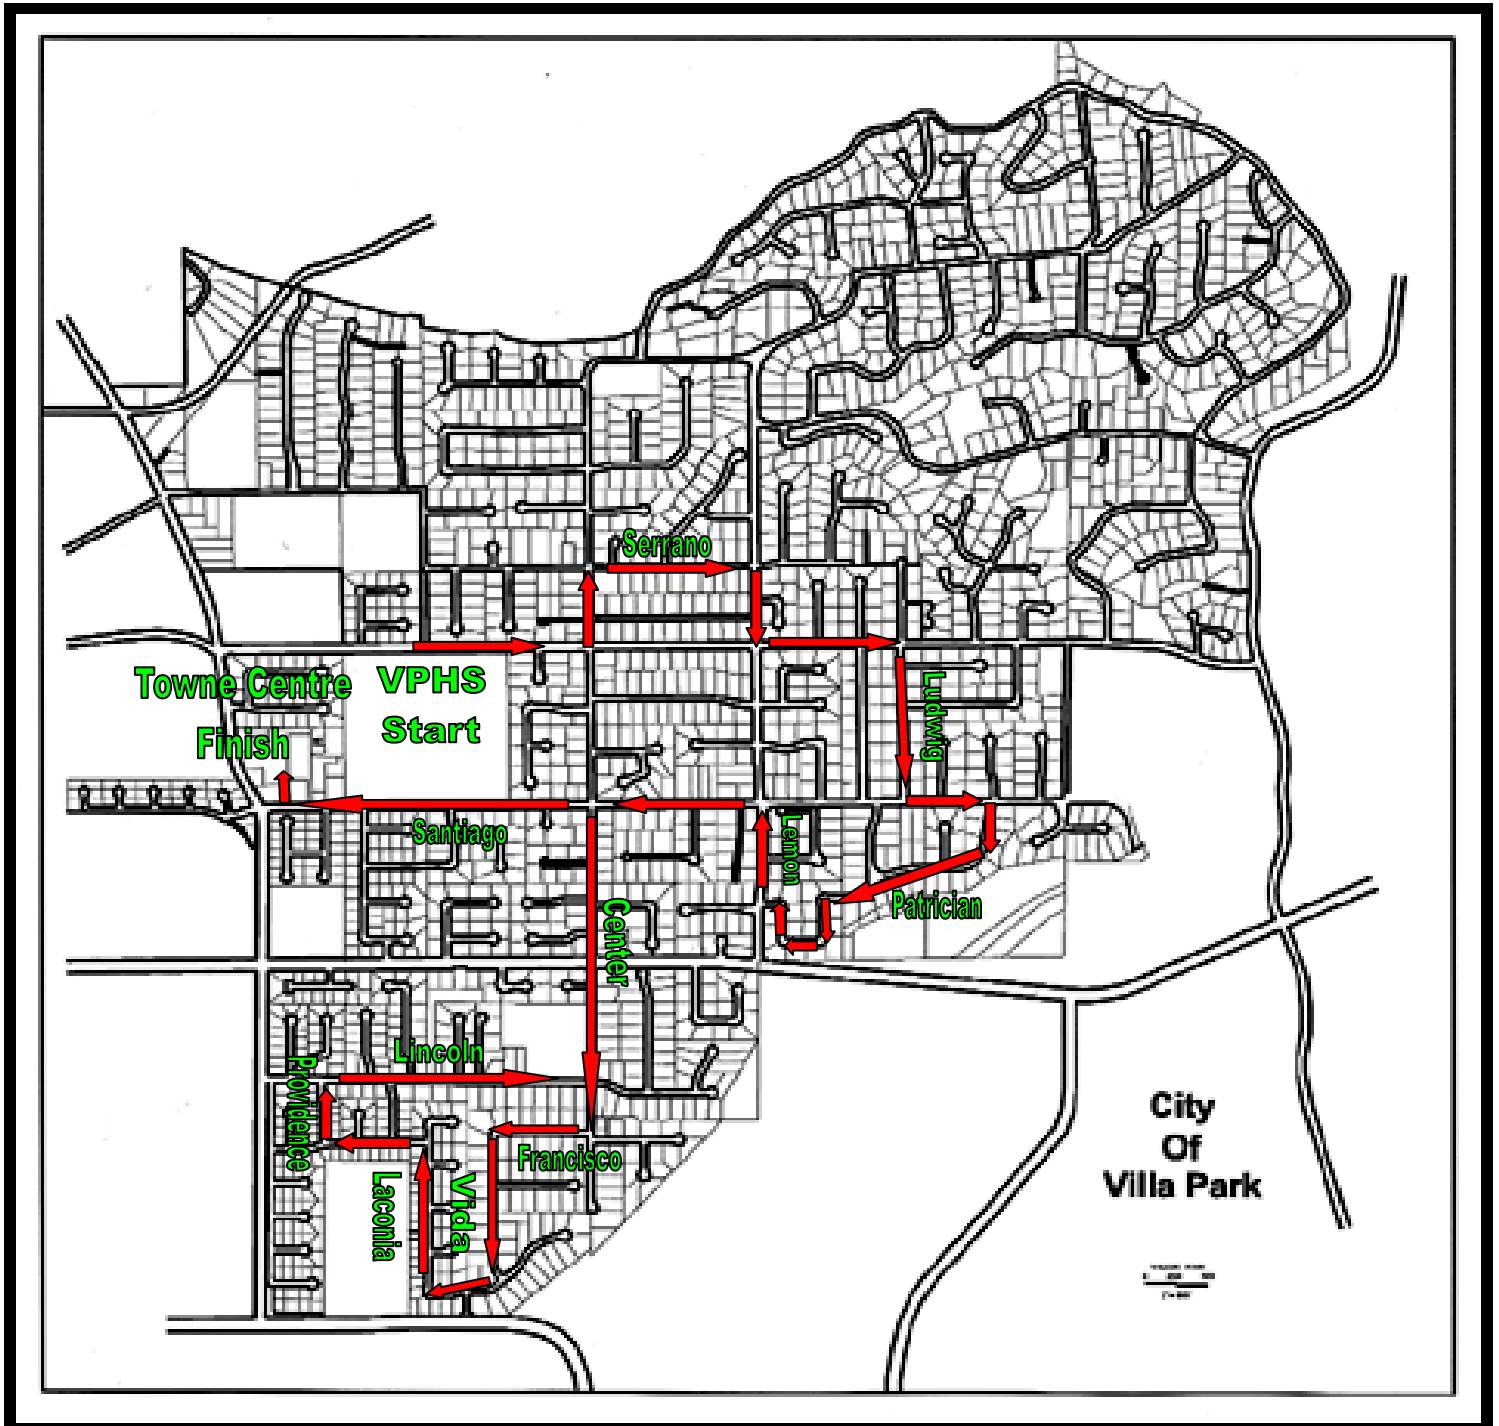 Serrano
Towne Centre
VPHS
Start
Finish
Ludwig
Santiago
Lemon
Patrician
Center
Lincoln
Providence
Francisco
Laconia
Vida
City
Of
Villa Park